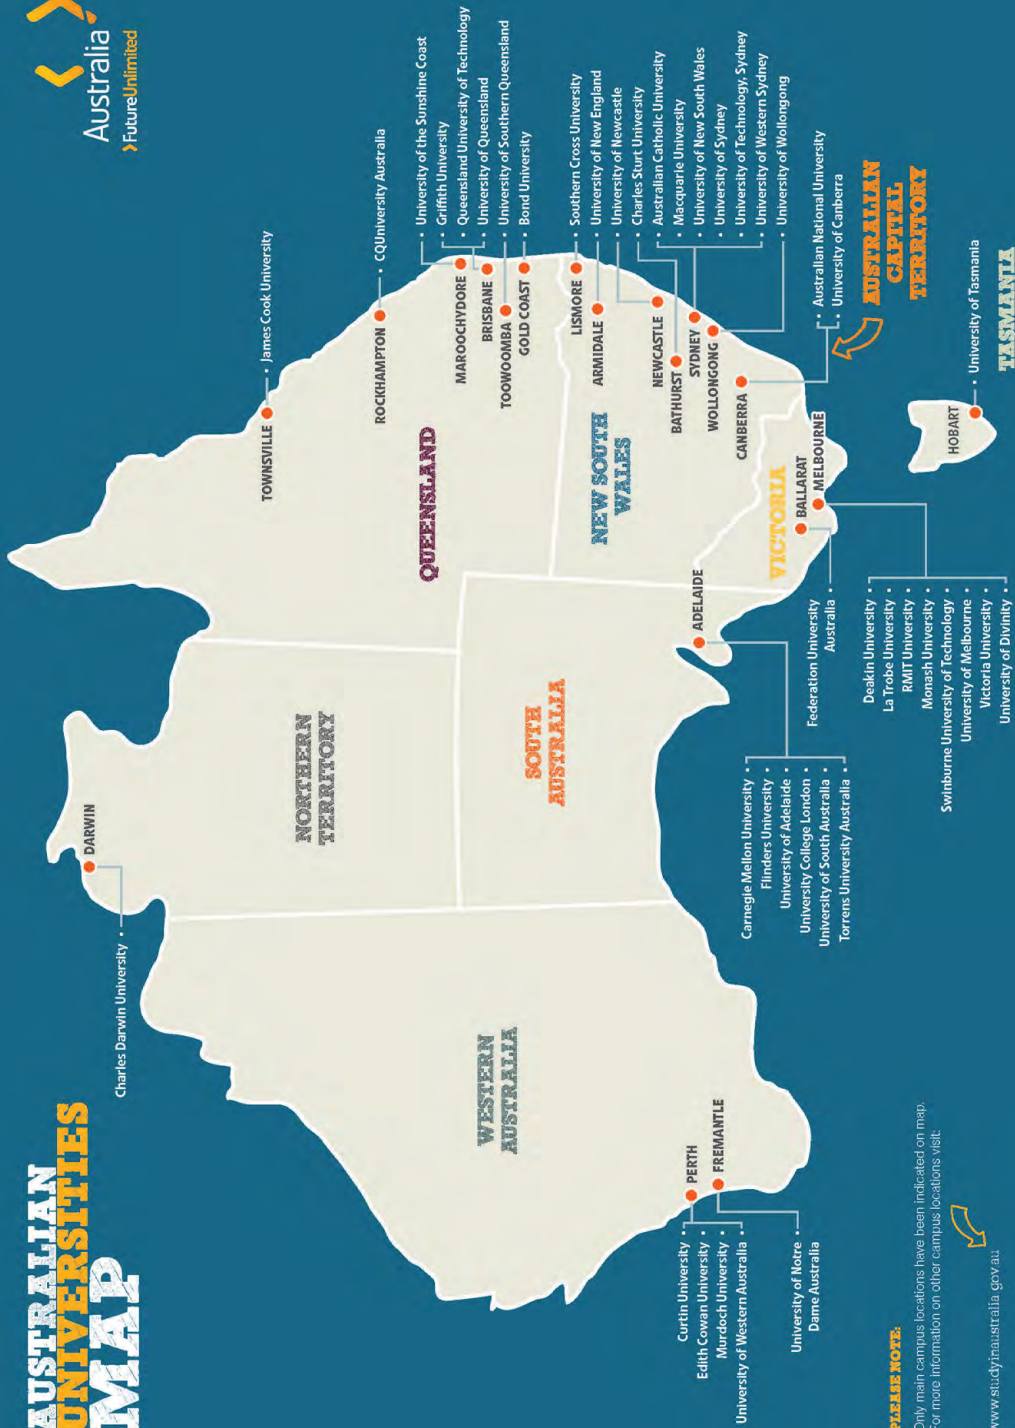 AUSTRALIAN
UNIVERSITIES
MAP
Australia
FutureUnlimited
Charles Darwin University
DARWIN
NORTHERN
TERRITORY
TOWNSVILLE
James Cook University
ROCKHAMPTON
CQUniversity Australia
QUEENSLAND
MAROOCHYDORE
BRISBANE
TOOWOOMBA
GOLD COAST
University of the Sunshine Coast
Griffith University
Queensland University of Technology
University of Queensland
University of Southern Queensland
Bond University
WESTERN
AUSTRALIA
SOUTH
AUSTRALIA
NEW SOUTH
WALES
LISMORE
ARMIDALE
NEWCASTLE
BATHURST
SYDNEY
WOLLONGONG
CANBERRA
Southern Cross University
University of New England
University of Newcastle
Charles Sturt University
Australian Catholic University
Macquarie University
University of New South Wales
University of Sydney
University of Technology, Sydney
University of Western Sydney
University of Wollongong
Australian National University
University of Canberra
AUSTRALIAN
CAPITAL
TERRITORY
PERTH
FREMANTLE
Curtin University
Edith Cowan University
Murdoch University
University of Western Australia
University of Notre
Dame Australia
ADELAIDE
Carnegie Mellon University
Flinders University
University of Adelaide
University College London
University of South Australia
Torrens University Australia
VICTORIA
BALLARAT
MELBOURNE
Federation University
Australia
Deakin University
La Trobe University
RMIT University
Monash University
Swinburne University of Technology
University of Melbourne
Victoria University
University of Divinity
HOBART
University of Tasmania
TASMANIA
PLEASE NOTE:
Only main campus locations have been indicated on map.
For more information on other campus locations visit:
www.studyinaustralia.gov.au